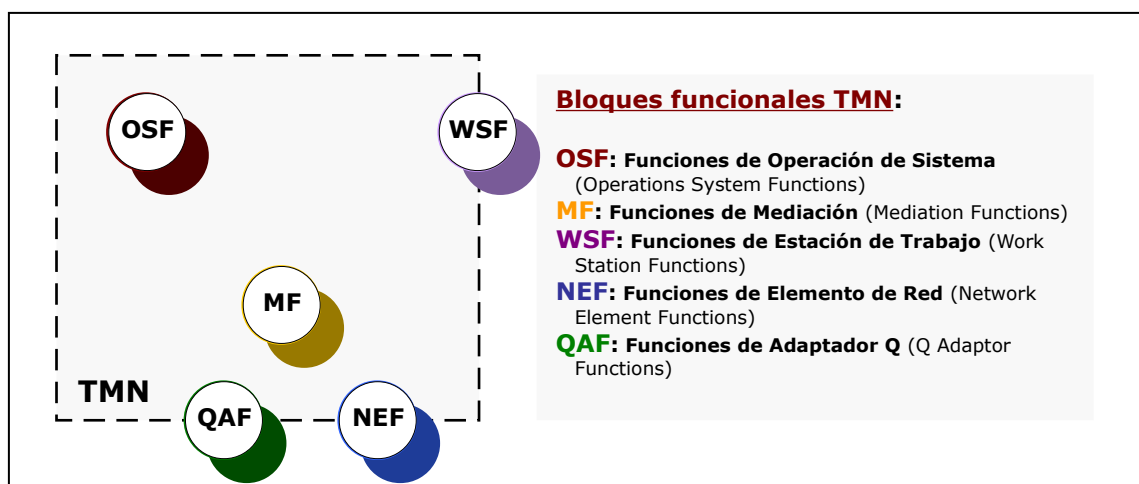 OSF
WSF
MF
TMN
QAF
NEF
Bloques funcionales TMN:
OSF: Funciones de Operación de Sistema
(Operations System Functions)
MF: Funciones de Mediación (Mediation Functions)
WSF: Funciones de Estación de Trabajo (Work
Station Functions)
NEF: Funciones de Elemento de Red (Network
Element Functions)
QAF: Funciones de Adaptador Q (Q Adaptor
Functions)